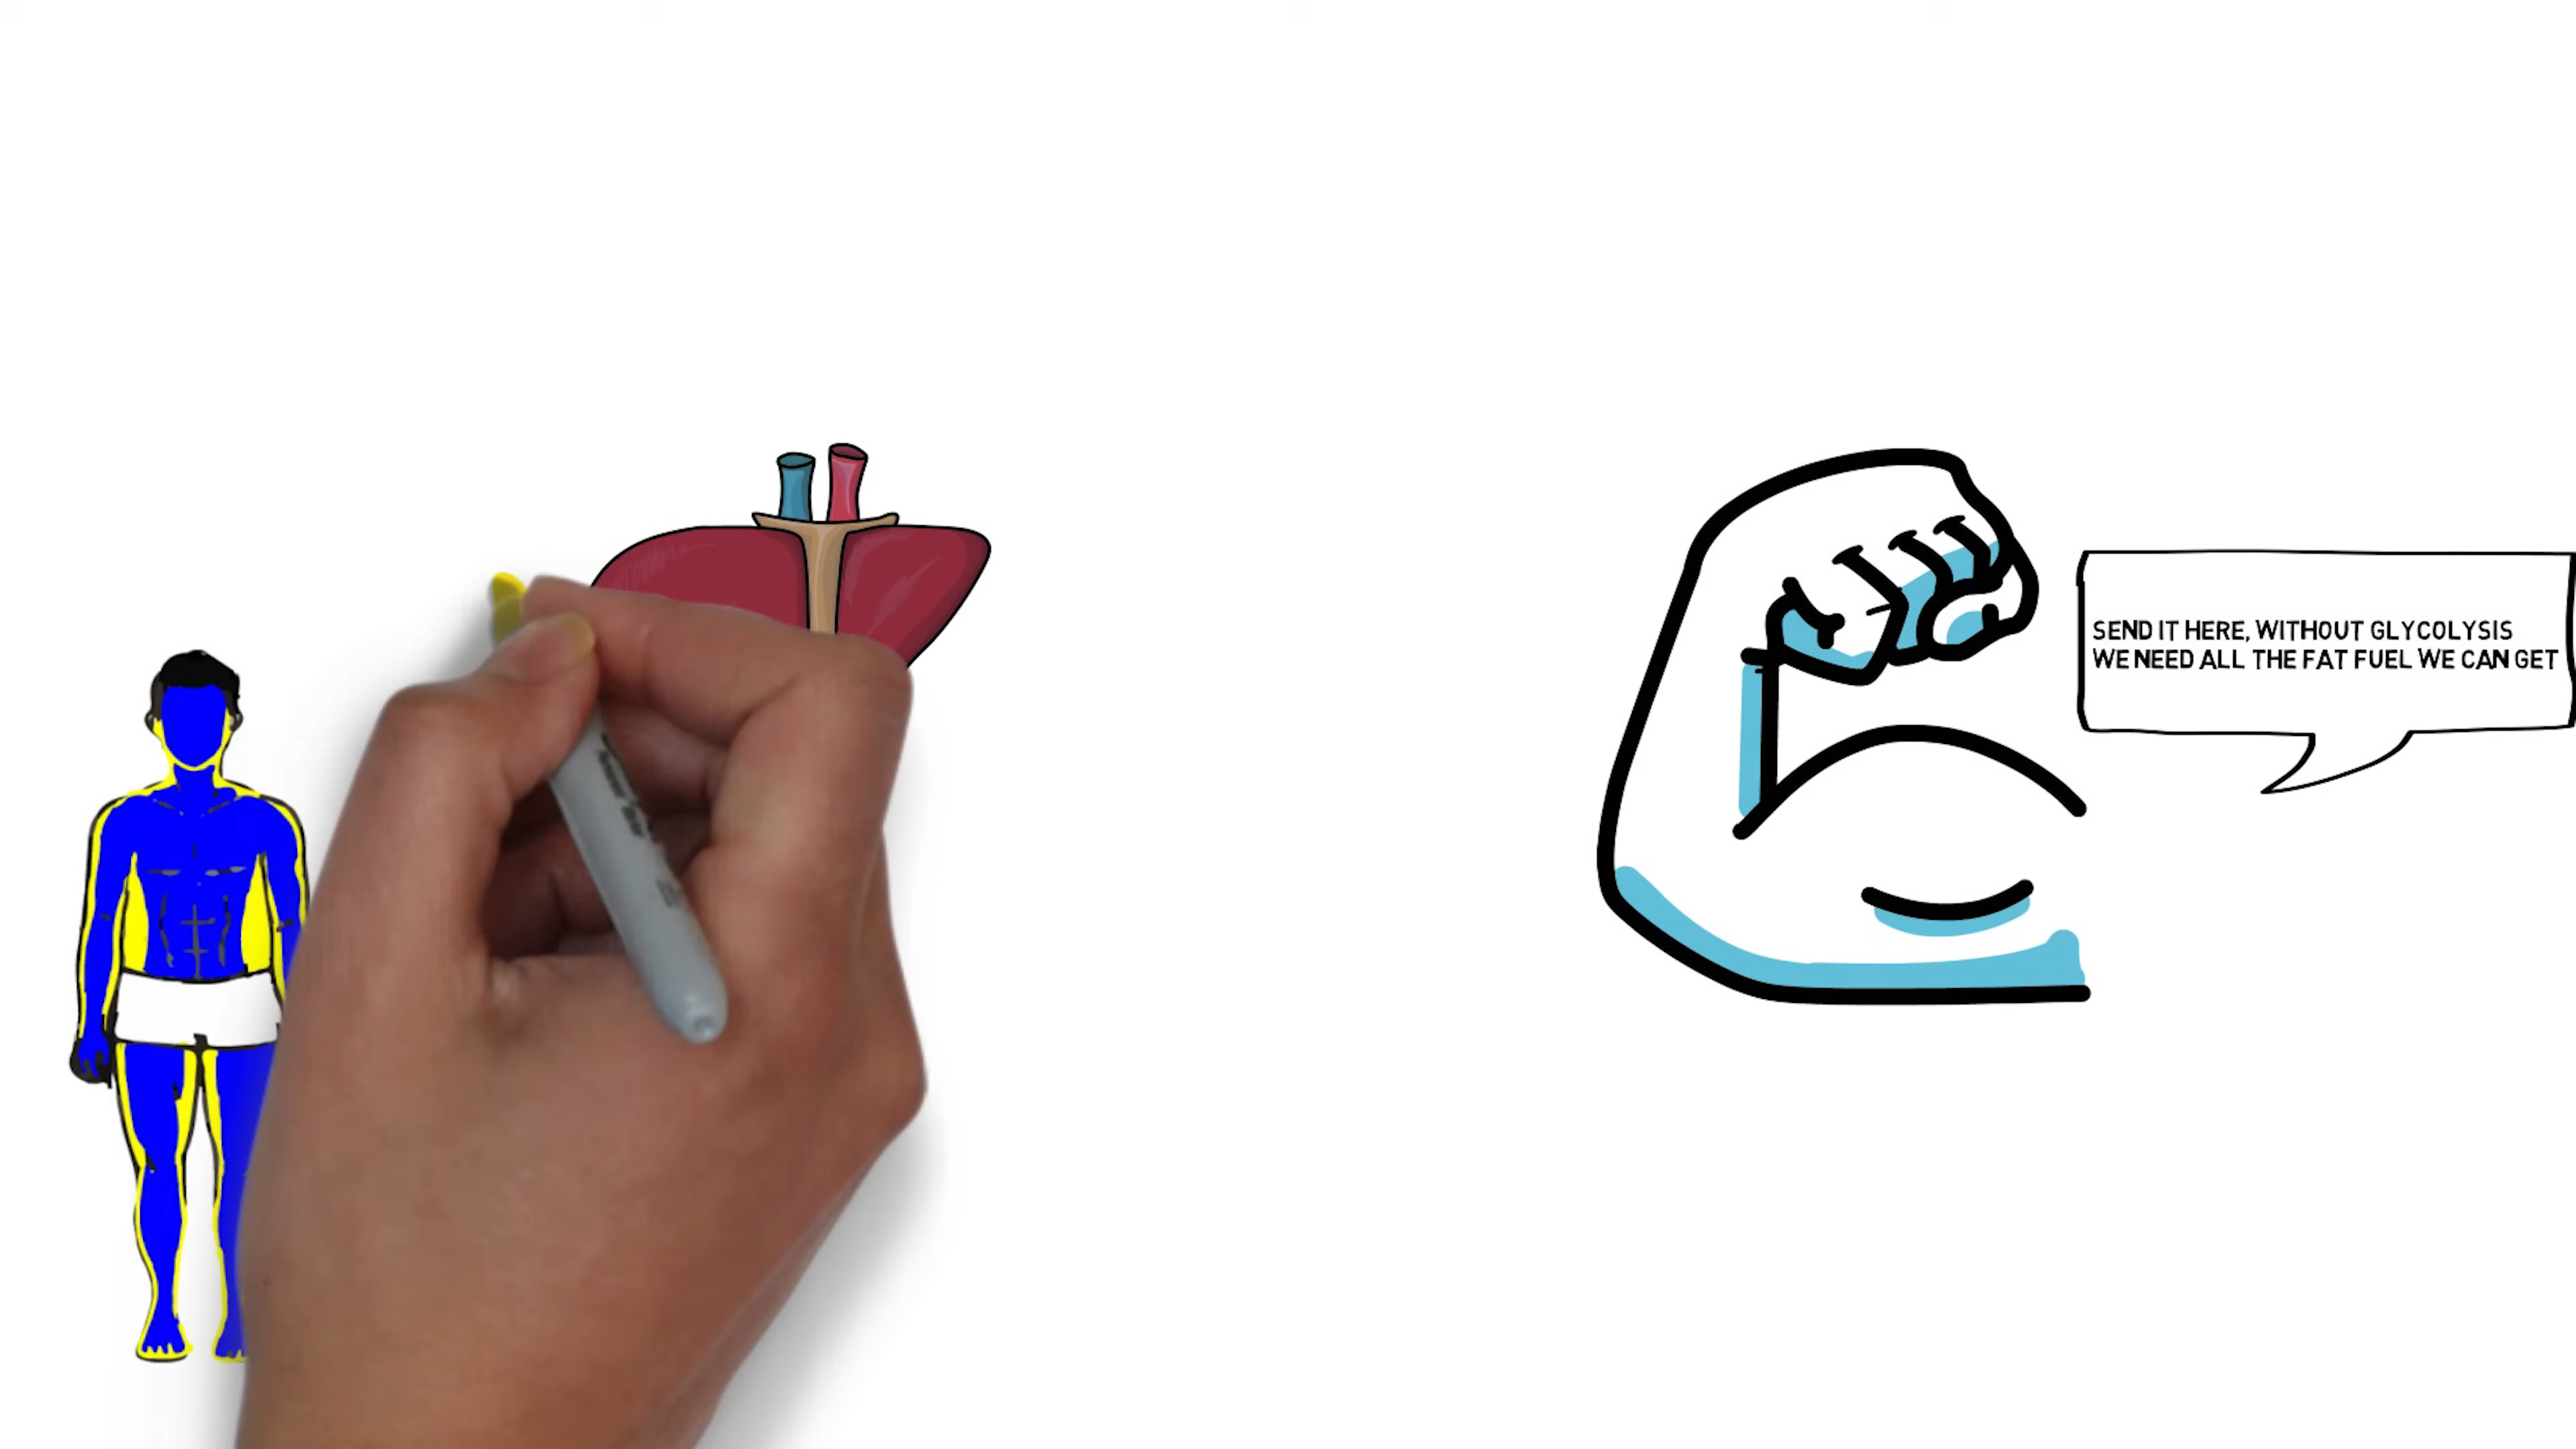 SEND IT HERE, WITHOUT GLYCOLYSIS
WE NEED ALL THE FAT FUEL WE CAN GET